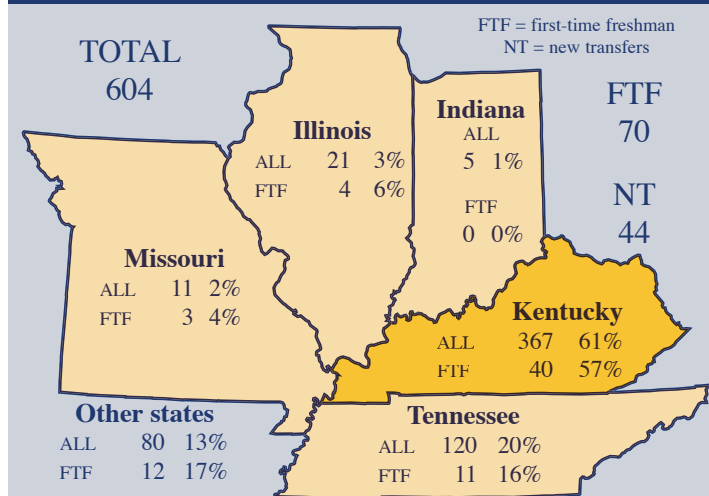 FTF = first-time freshman
NT = new transfers
TOTAL
604
FTF
70
NT
44
Illinois
ALL 21 3%
FTF 4 6%
Indiana
ALL
5 1%
FTF
0 0%
Missouri
ALL 11 2%
FTF 3 4%
Kentucky
ALL 367 61%
FTF 40 57%
Other states
ALL 80 13%
FTF 12 17%
Tennessee
ALL 120 20%
FTF 11 16%